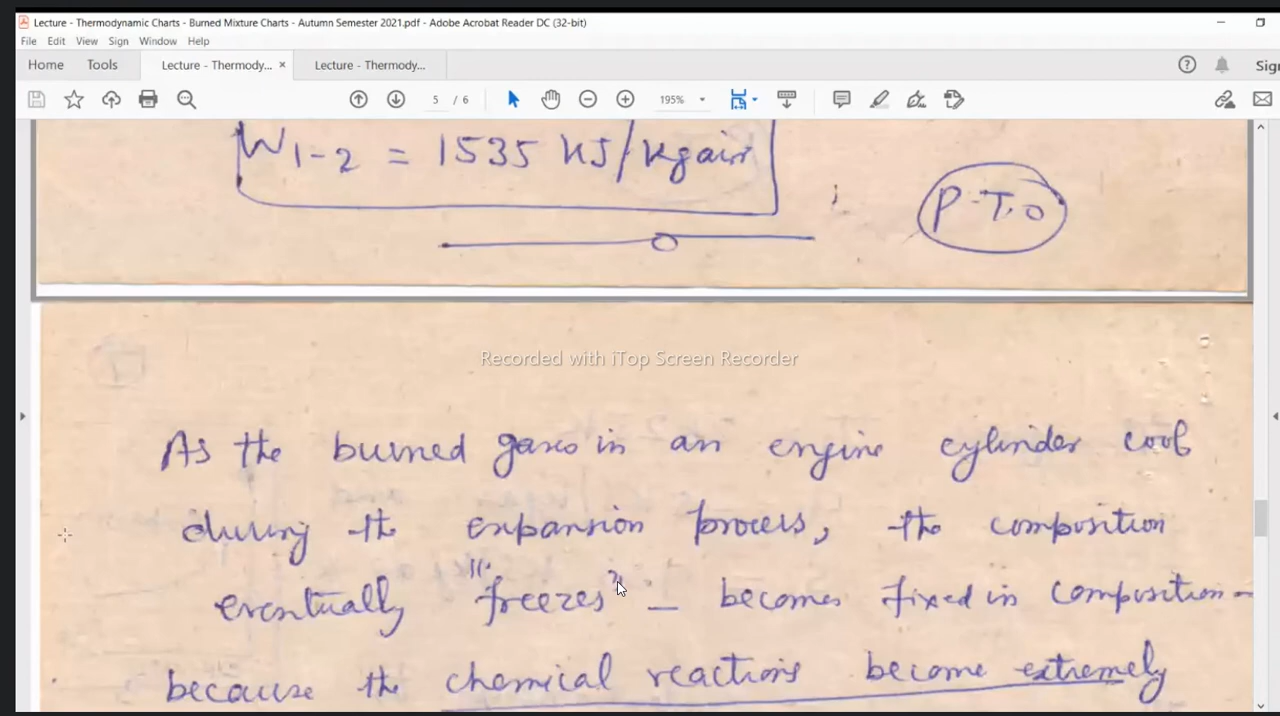 Lecture - Thermodynamic Charts - Burned Mixture Charts - Autumn Semester 2021.pdf - Adobe Acrobat Reader DC (32-bit)
File Edit View Sign Window Help
Home Tools Lecture - Thermody... × Lecture - Thermody... Sign
5 / 6 195%
W1-2 = 1535 kJ/kgair
P.T.O
Recorded with iTop Screen Recorder
As the burned gases in an engine cylinder cool
during the expansion process, the composition
eventually "freezes" – becomes fixed in composition –
because the chemical reactions become extremely